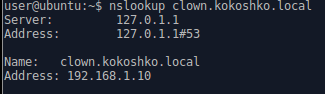 user@ubuntu:~$ nslookup clown.kokoshko.local
Server:         127.0.1.1
Address:        127.0.1.1#53

Name:   clown.kokoshko.local
Address: 192.168.1.10